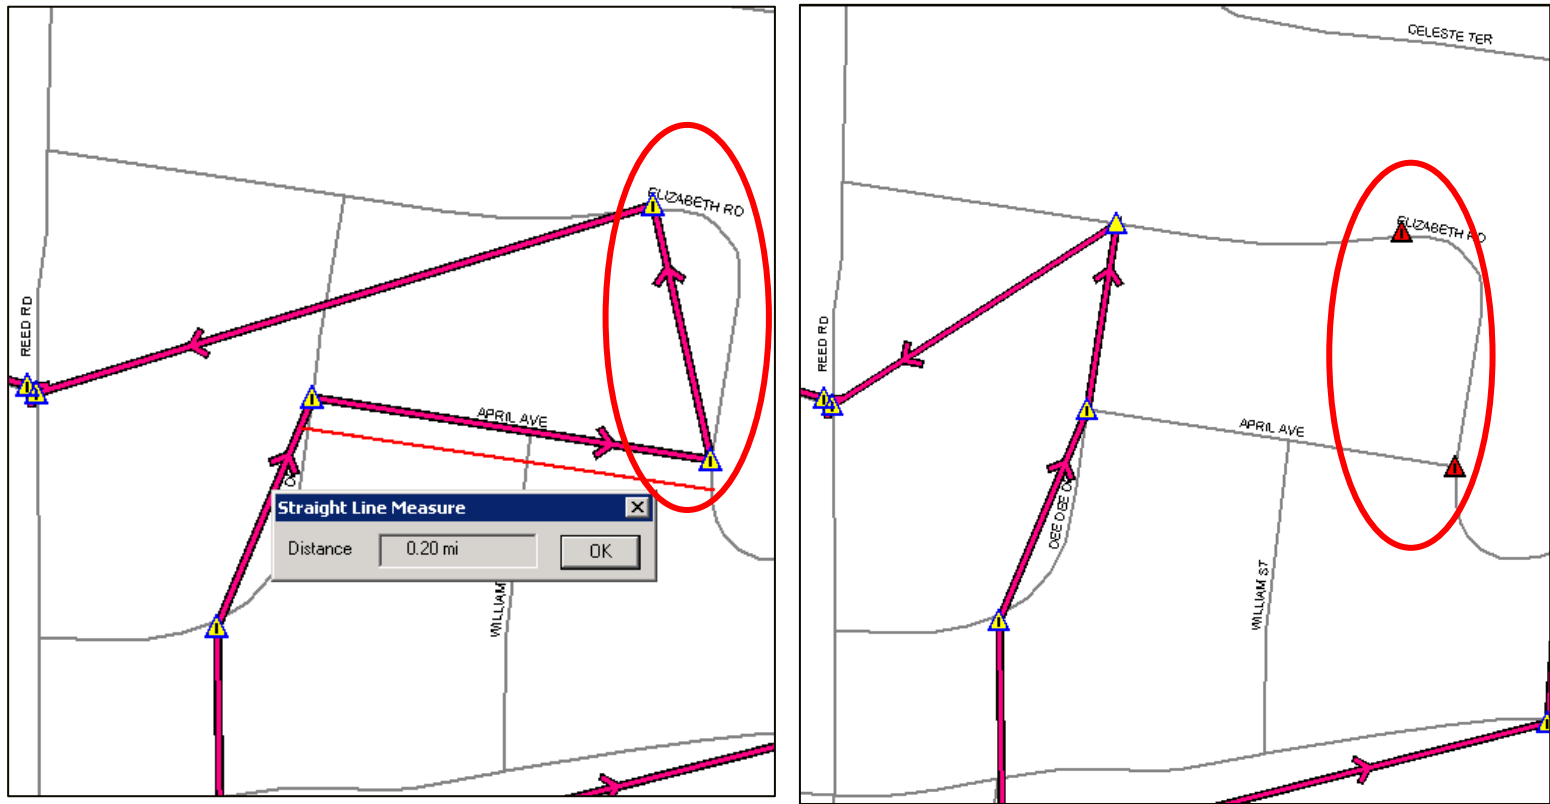 ELIZABETH RD
REED RD
APRIL AVE
Straight Line Measure
Distance 0.20 mi OK
WILLIAM
CELESTE TER
ELIZABETH RD
REED RD
APRIL AVE
DEE DEE
WILLIAM ST